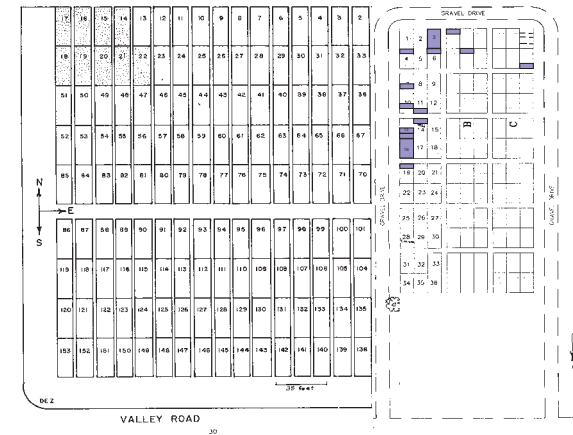 17 16 15 14 13 12 11 10 9 8 7 6 5 4 3 2
18 19 20 21 22 23 24 25 26 27 28 29 30 31 32 33
51 50 49 48 47 46 45 44 43 42 41 40 39 38 37 36
52 53 54 55 56 57 58 59 60 61 62 63 64 65 66 67
85 84 83 82 81 80 79 78 77 76 75 74 73 72 71 70
N
E
S
86 87 88 89 90 91 92 93 94 95 96 97 98 99 100 101
119 118 117 116 115 114 113 112 111 110 109 108 107 106 105 104
120 121 122 123 124 125 126 127 128 129 130 131 132 133 134 135
153 152 151 150 149 148 147 146 145 144 143 142 141 140 139 138
35 feet
DEZ
VALLEY ROAD
30
GRAVEL DRIVE
1 2 3
4 5 6
7 8 9
10 11 12
14 15
B
C
17 18
19 20 21
GRAVEL DRIVE
22 23 24
GRAVEL DRIVE
25 26 27
28 29 30
31 32 33
34 35 36